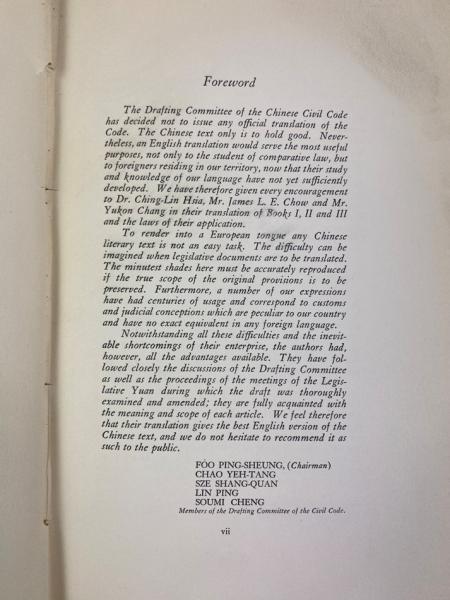 Foreword
The Drafting Committee of the Chinese Civil Code
has decided not to issue any official translation of the
Code. The Chinese text only is to hold good. Never-
theless, an English translation would serve the most useful
purposes, not only to the student of comparative law, but
to foreigners residing in our territory, now that their study
and knowledge of our language have not yet sufficiently
developed. We have therefore given every encouragement
to Dr. Ching-Lin Hsia, Mr. James L. E. Chow and Mr.
Yukon Chang in their translation of Books I, II and III
and the laws of their application.
To render into a European tongue any Chinese
literary text is not an easy task. The difficulty can be
imagined when legislative documents are to be translated.
The minutest shades here must be accurately reproduced
if the true scope of the original provisions is to be
preserved. Furthermore, a number of our expressions
have had centuries of usage and correspond to customs
and judicial conceptions which are peculiar to our country
and have no exact equivalent in any foreign language.
Notwithstanding all these difficulties and the inevit-
able shortcomings of their enterprise, the authors had,
however, all the advantages available. They have fol-
lowed closely the discussions of the Drafting Committee
as well as the proceedings of the meetings of the Legis-
lative Yuan during which the draft was thoroughly
examined and amended; they are fully acquainted with
the meaning and scope of each article. We feel therefore
that their translation gives the best English version of the
Chinese text, and we do not hesitate to recommend it as
such to the public.
FOO PING-SHEUNG, (Chairman)
CHAO YEH-TANG
SZE SHANG-QUAN
LIN PING
SOUMI CHENG
Members of the Drafting Committee of the Civil Code.
vii